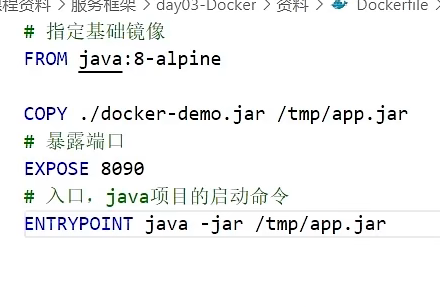 程资料 > 服务框架 > day03-Docker > 资料 > Dockerfile
# 指定基础镜像
FROM java:8-alpine
COPY ./docker-demo.jar /tmp/app.jar
# 暴露端口
EXPOSE 8090
# 入口，java项目的启动命令
ENTRYPOINT java -jar /tmp/app.jar